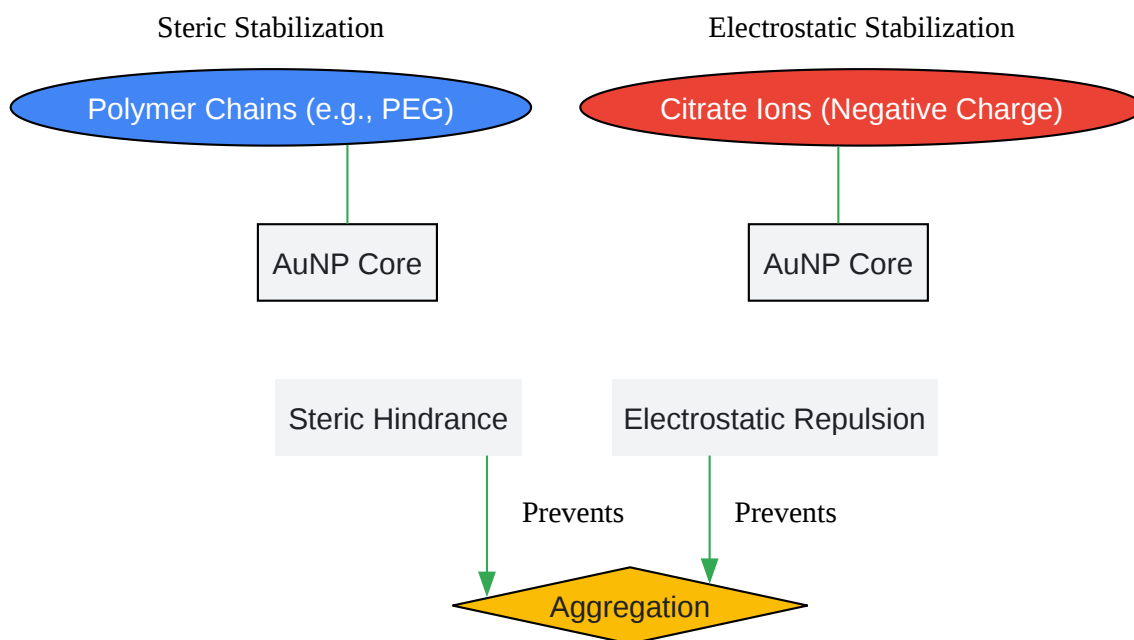 Steric Stabilization
Electrostatic Stabilization
Polymer Chains (e.g., PEG)
Citrate Ions (Negative Charge)
AuNP Core
AuNP Core
Steric Hindrance
Electrostatic Repulsion
Prevents
Prevents
Aggregation